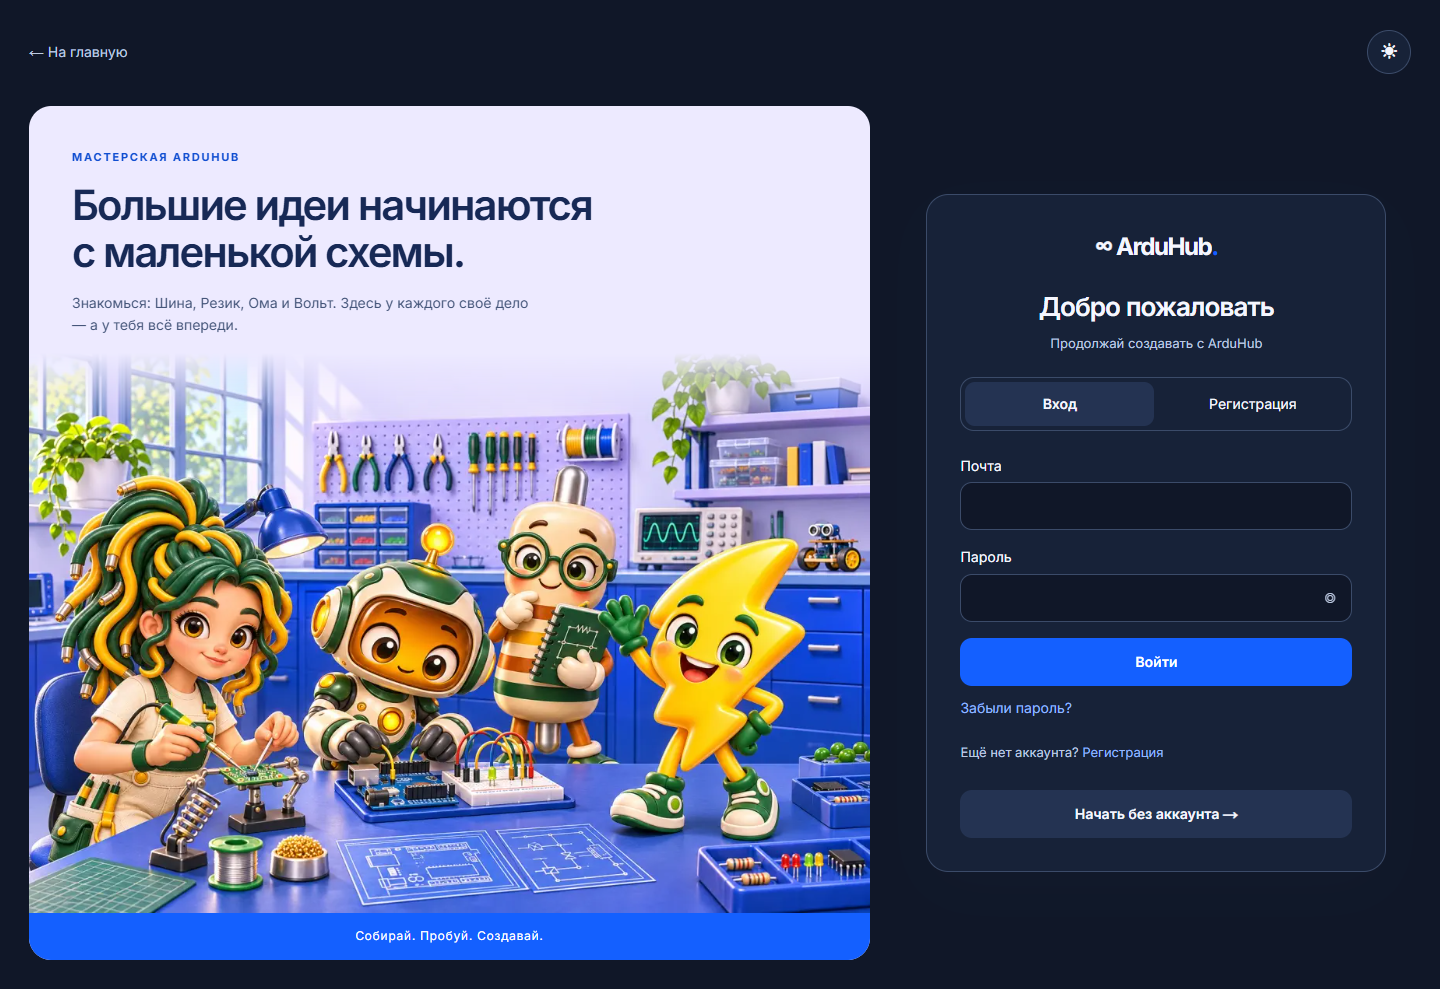 ← На главную
МАСТЕРСКАЯ ARDUHUB
Большие идеи начинаются
с маленькой схемы.
Знакомься: Шина, Резик, Ома и Вольт. Здесь у каждого своё дело
— а у тебя всё впереди.
Собирай. Пробуй. Создавай.
∞ ArduHub.
Добро пожаловать
Продолжай создавать с ArduHub
Вход
Регистрация
Почта
Пароль
Войти
Забыли пароль?
Ещё нет аккаунта? Регистрация
Начать без аккаунта →